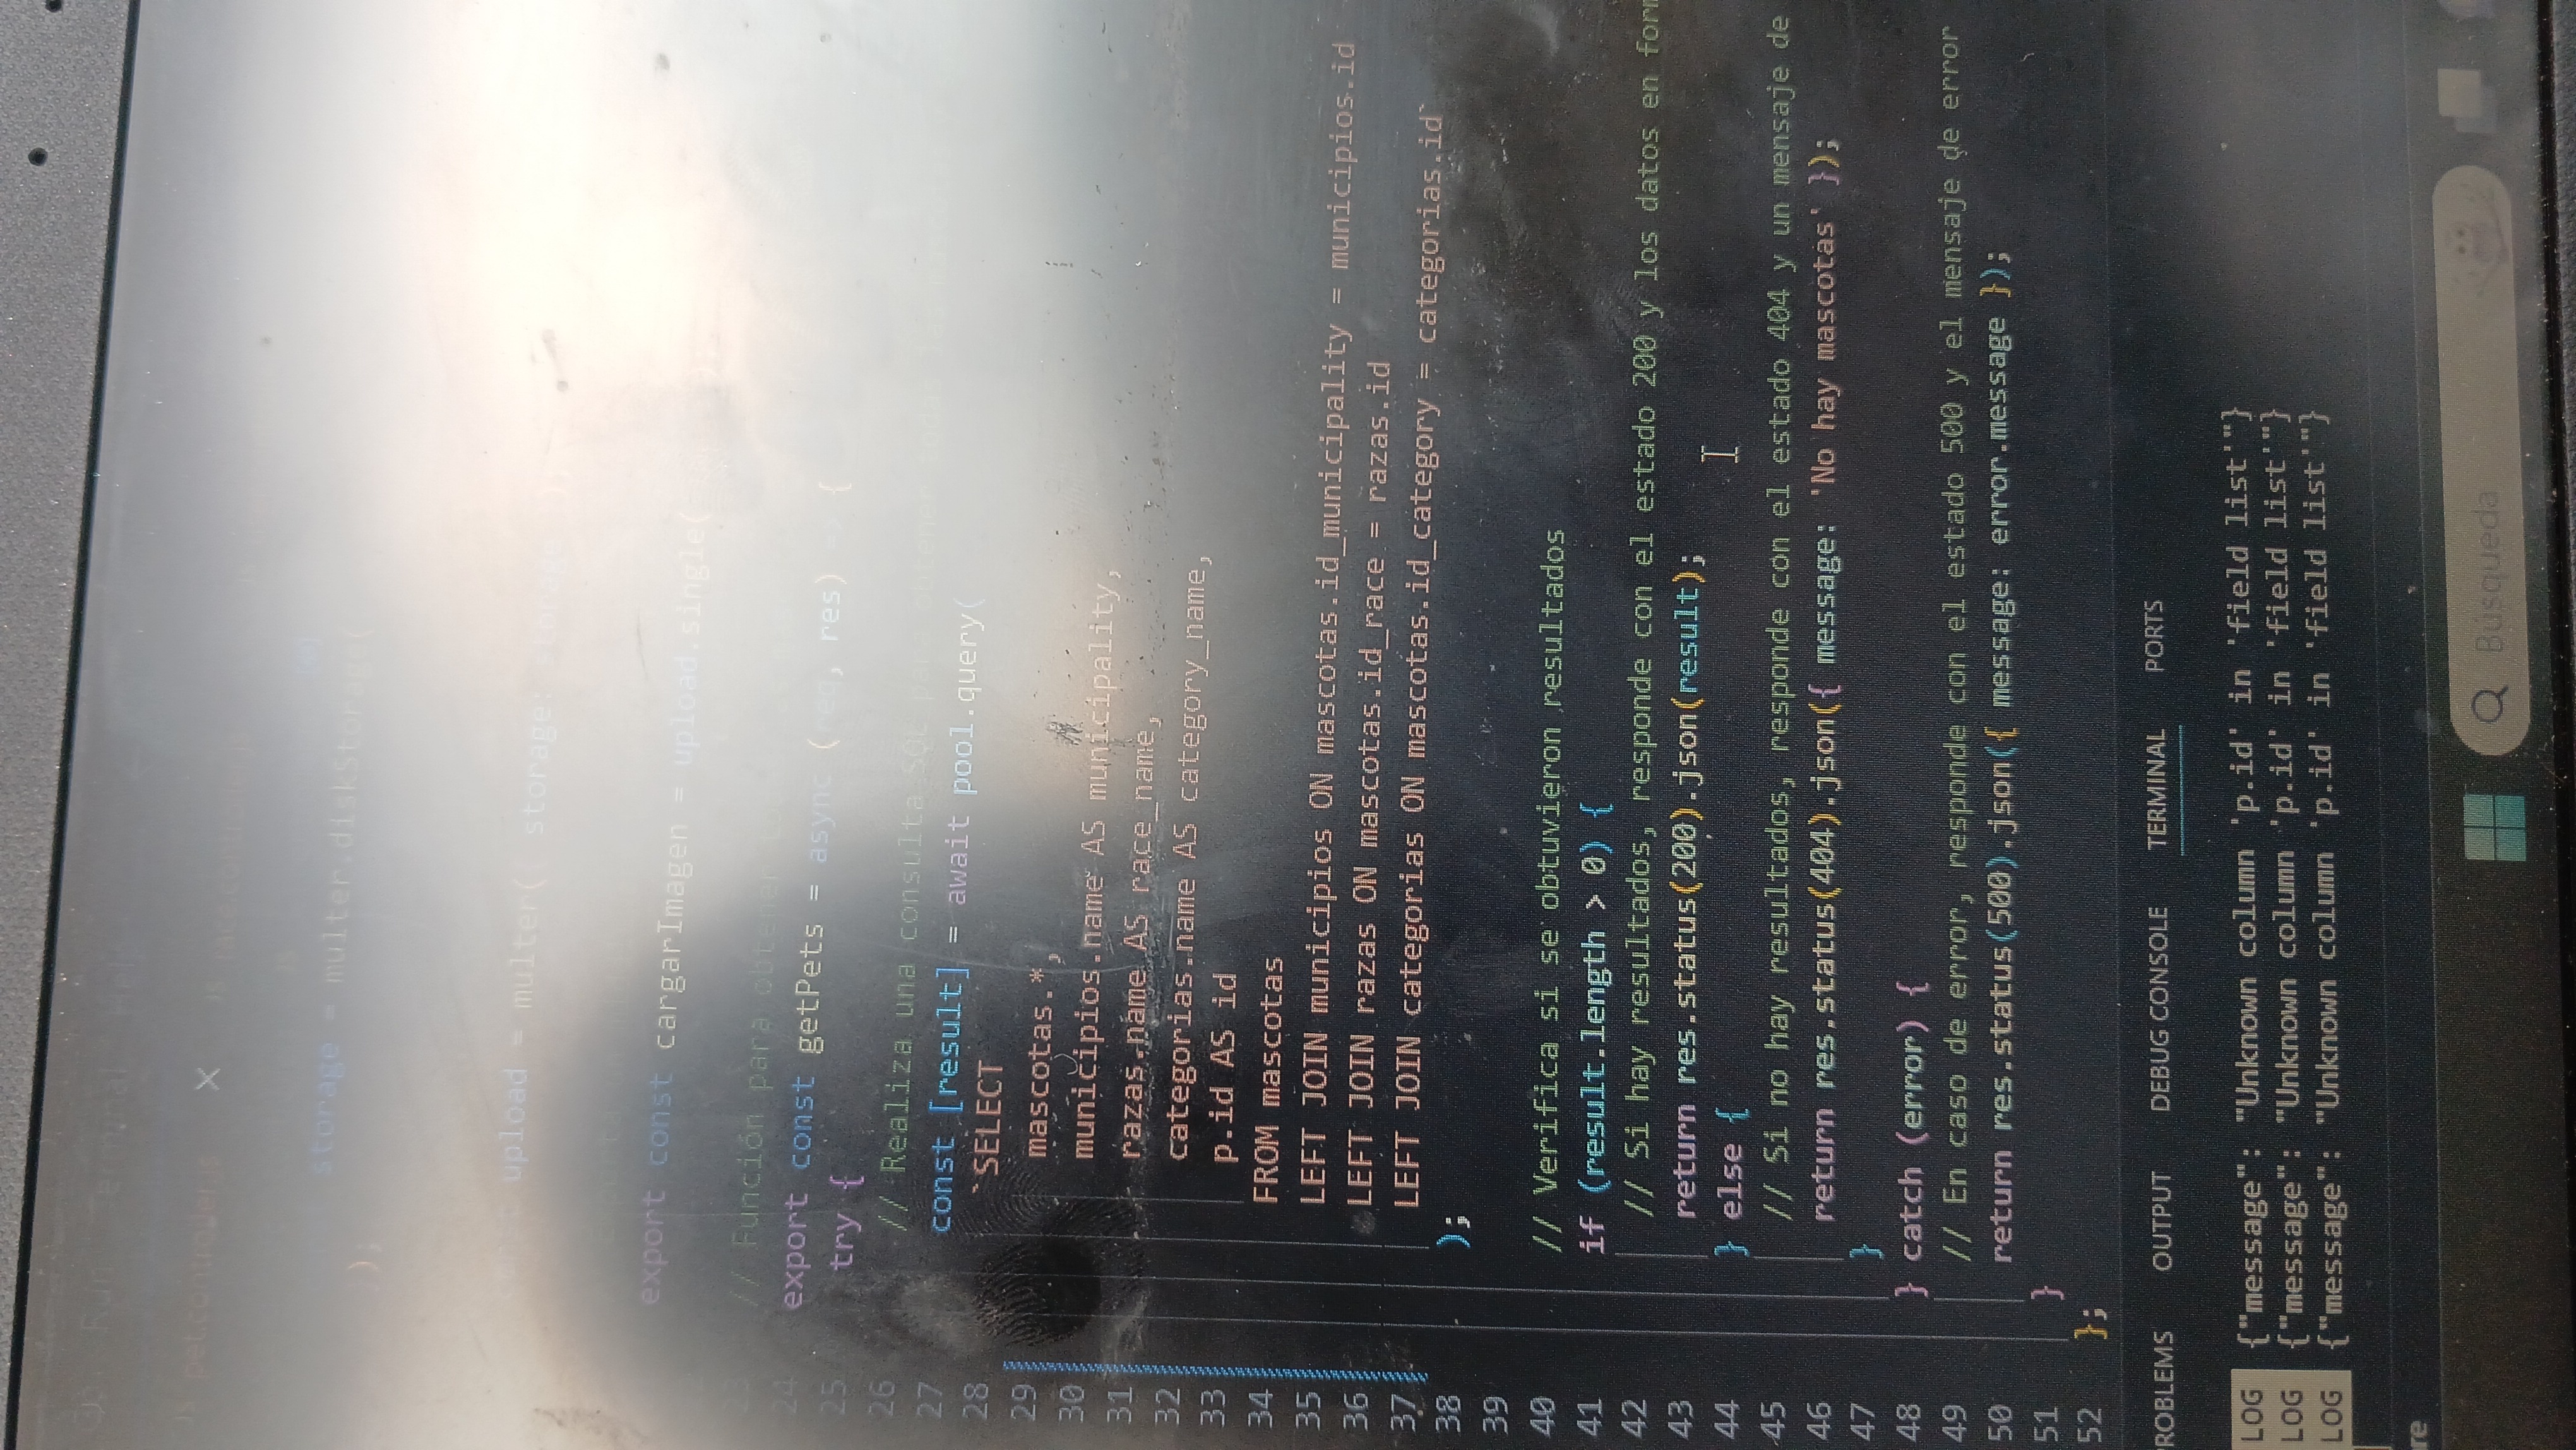 Run Terminal Help
pet.controller.js
race.controller.js
storage = multer.diskStorage(
);
const upload = multer({ storage: storage });
export const cargarImagen = upload.single(
23 // Función para obtener
24 export const getPets = async (req, res) {
25 try {
26 // Realiza una consulta SQL para obtener
27 const [result] = await pool.query(
28 `SELECT
29 mascotas.*,
30 municipios.name AS municipality,
31 razas.name AS race_name,
32 categorias.name AS category_name,
33 p.id AS id
34 FROM mascotas
35 LEFT JOIN municipios ON mascotas.id_municipality = municipios.id
36 LEFT JOIN razas ON mascotas.id_race = razas.id
37 LEFT JOIN categorias ON mascotas.id_category = categorias.id`
38 );
39
40 // Verifica si se obtuvieron resultados
41 if (result.length > 0) {
42 // Si hay resultados, responde con el estado 200 y los datos en for
43 return res.status(200).json(result);
44 } else {
45 // Si no hay resultados, responde con el estado 404 y un mensaje de
46 return res.status(404).json({ message: 'No hay mascotas' });
47 }
48 } catch (error) {
49 // En caso de error, responde con el estado 500 y el mensaje de error
50 return res.status(500).json({ message: error.message });
51 }
52 };
ROBLEMS OUTPUT DEBUG CONSOLE TERMINAL PORTS
LOG {"message": "Unknown column 'p.id' in 'field list'"}
LOG {"message": "Unknown column 'p.id' in 'field list'"}
LOG {"message": "Unknown column 'p.id' in 'field list'"}
re
Búsqueda